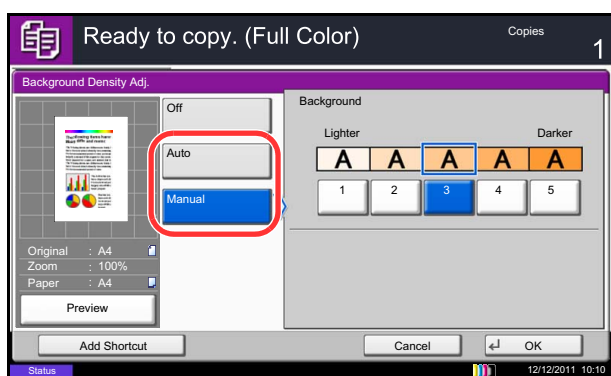 Ready to copy. (Full Color)
Copies
1
Background Density Adj.
Off
Auto
Manual
Background
Lighter
Darker
A A A A A
1 2 3 4 5
Original : A4
Zoom : 100%
Paper : A4
Preview
Add Shortcut
Cancel
OK
Status
12/12/2011 10:10